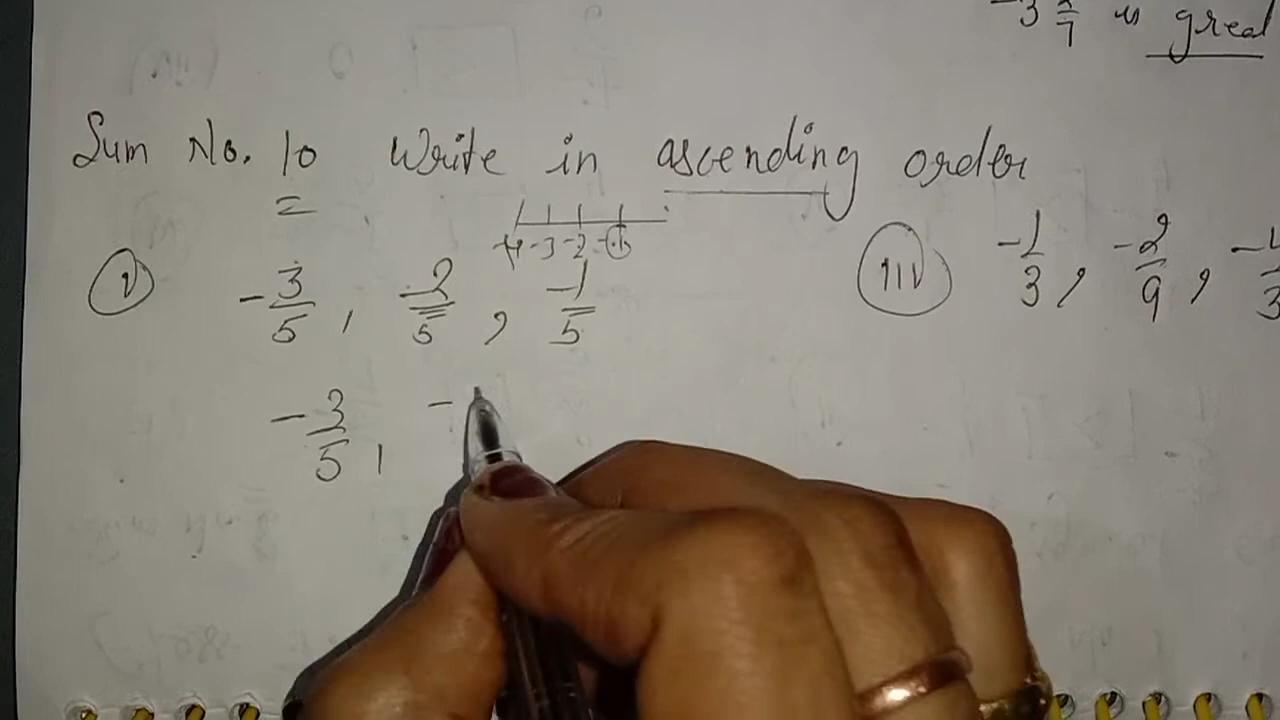 is great
Sum No. 10 Write in ascending order
-4 -3 -2 -1
(i) -3/5, -2/5, -1/5 (iii) -1/3, -2/9, -4/3
-3/5, -